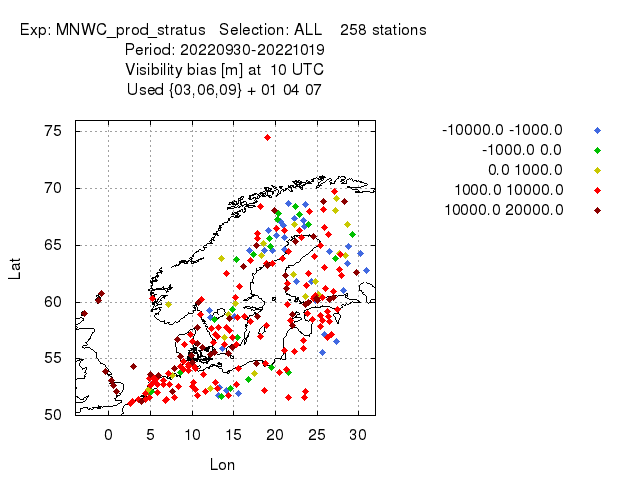 Exp: MNWC_prod_stratus   Selection: ALL    258 stations
Period: 20220930-20221019
Visibility bias [m] at  10 UTC
Used {03,06,09} + 01 04 07
-10000.0 -1000.0
-1000.0 0.0
0.0 1000.0
1000.0 10000.0
10000.0 20000.0
75
70
65
60
55
50
Lat
0 5 10 15 20 25 30
Lon